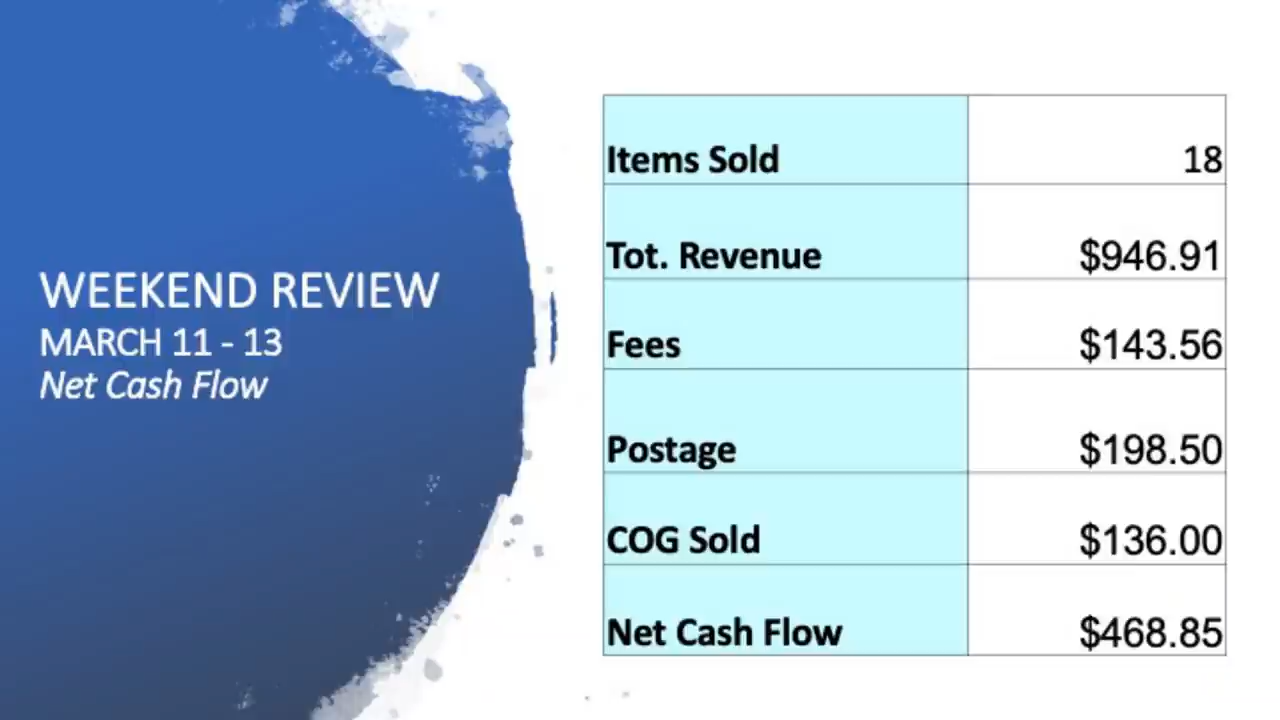 WEEKEND REVIEW
MARCH 11 - 13
Net Cash Flow
Items Sold 18
Tot. Revenue $946.91
Fees $143.56
Postage $198.50
COG Sold $136.00
Net Cash Flow $468.85